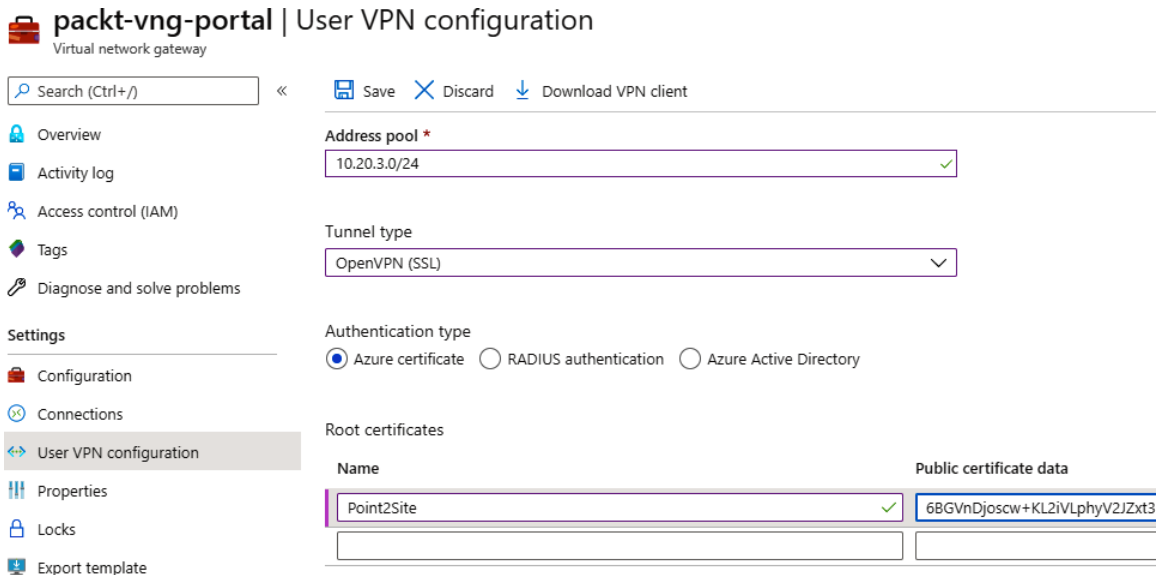 packt-vng-portal | User VPN configuration
Virtual network gateway
Search (Ctrl+/)
«
Overview
Activity log
Access control (IAM)
Tags
Diagnose and solve problems
Settings
Configuration
Connections
User VPN configuration
Properties
Locks
Export template
Save Discard Download VPN client
Address pool *
10.20.3.0/24
Tunnel type
OpenVPN (SSL)
Authentication type
Azure certificate RADIUS authentication Azure Active Directory
Root certificates
Name Public certificate data
Point2Site 6BGVnDjoscw+KL2iVLphyV2JZxt3